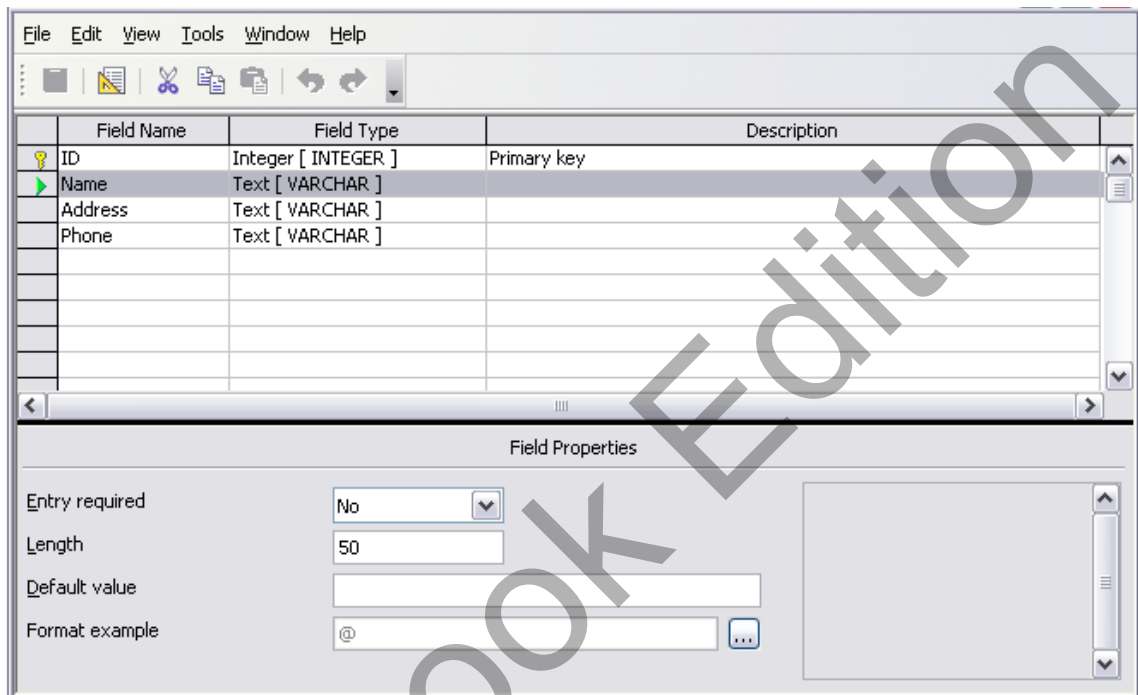 File Edit View Tools Window Help
Field Name Field Type Description
ID Integer [ INTEGER ] Primary key
Name Text [ VARCHAR ]
Address Text [ VARCHAR ]
Phone Text [ VARCHAR ]
Field Properties
Entry required No
Length 50
Default value
Format example @ ...
ook Edition